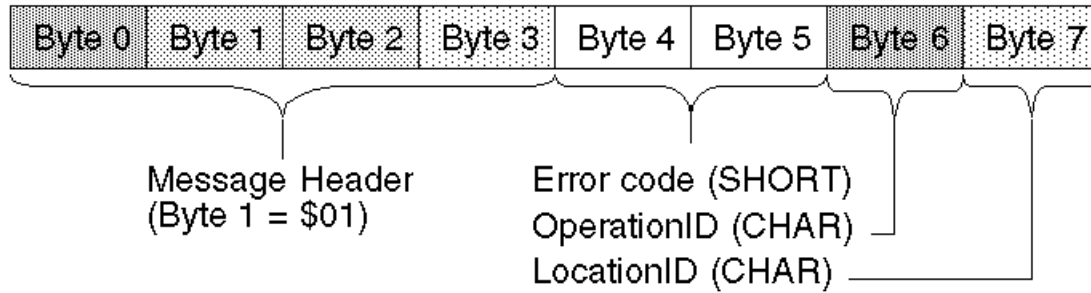 Byte 0 Byte 1 Byte 2 Byte 3 Byte 4 Byte 5 Byte 6 Byte 7
Message Header
(Byte 1 = $01)
Error code (SHORT)
OperationID (CHAR)
LocationID (CHAR)